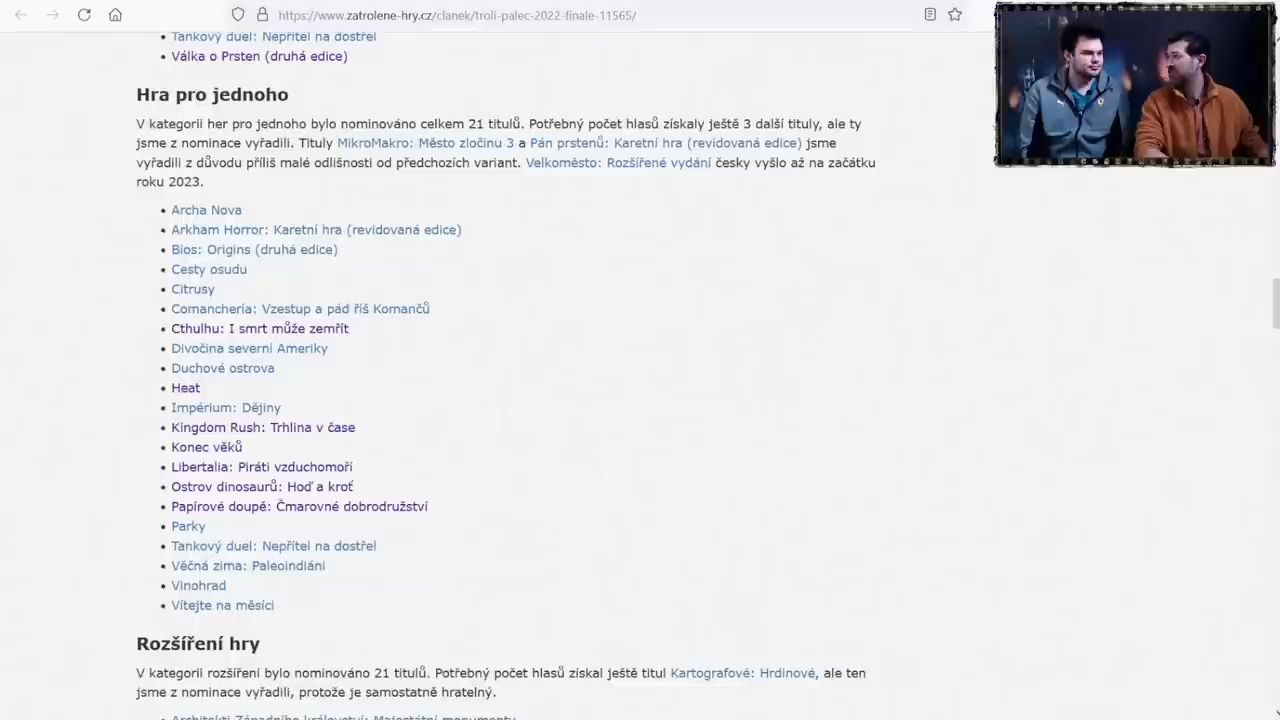 https://www.zatrolene-hry.cz/clanek/troli-palec-2022-finale-11565/
Tankový duel: Nepřítel na dostřel
Válka o Prsten (druhá edice)
Hra pro jednoho
V kategorii her pro jednoho bylo nominováno celkem 21 titulů. Potřebný počet hlasů získaly ještě 3 další tituly, ale ty
jsme z nominace vyřadili. Tituly MikroMakro: Město zločinu 3 a Pán prstenů: Karetní hra (revidovaná edice) jsme
vyřadili z důvodu příliš malé odlišnosti od předchozích variant. Velkoměsto: Rozšířené vydání česky vyšlo až na začátku
roku 2023.
Archa Nova
Arkham Horror: Karetní hra (revidovaná edice)
Bios: Origins (druhá edice)
Cesty osudu
Citrusy
Comancheria: Vzestup a pád říš Komančů
Cthulhu: I smrt může zemřít
Divočina severní Ameriky
Duchové ostrova
Heat
Impérium: Dějiny
Kingdom Rush: Trhlina v čase
Konec věků
Libertalia: Piráti vzduchomoří
Ostrov dinosaurů: Hoď a kroť
Papírové doupě: Čmarovné dobrodružství
Parky
Tankový duel: Nepřítel na dostřel
Věčná zima: Paleoindiáni
Vinohrad
Vítejte na měsíci
Rozšíření hry
V kategorii rozšíření bylo nominováno 21 titulů. Potřebný počet hlasů získal ještě titul Kartografové: Hrdinové, ale ten
jsme z nominace vyřadili, protože je samostatně hratelný.
Architekti Západního království: Majestátní monumenty